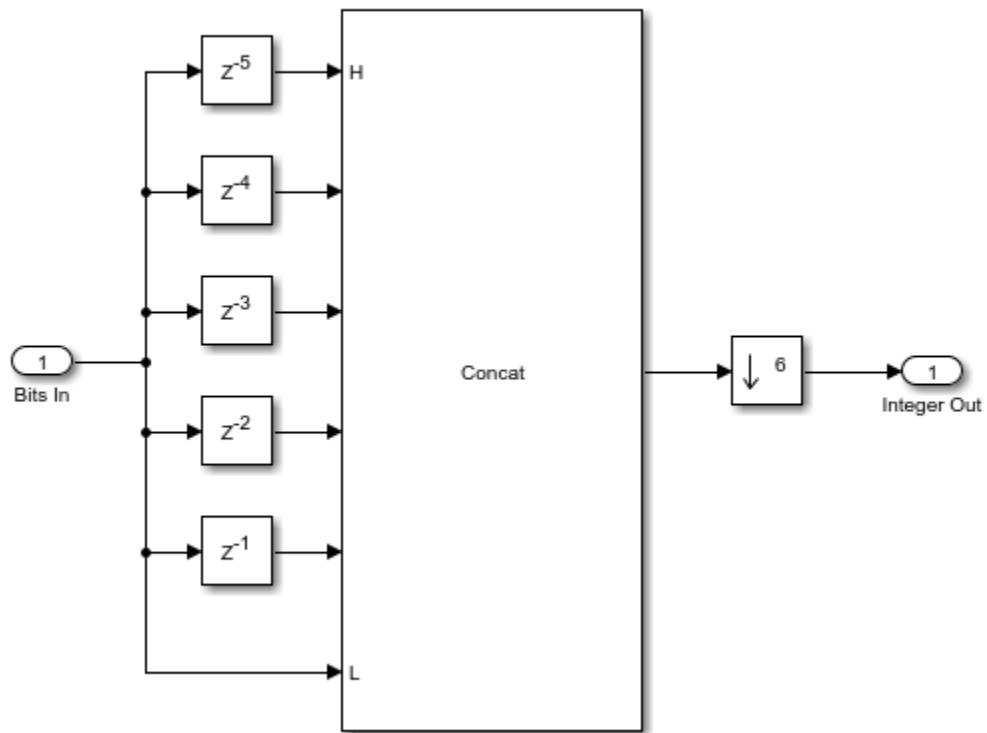 Z-5
H
Z-4
Z-3
1
Bits In
Concat
6
1
Integer Out
Z-2
Z-1
L